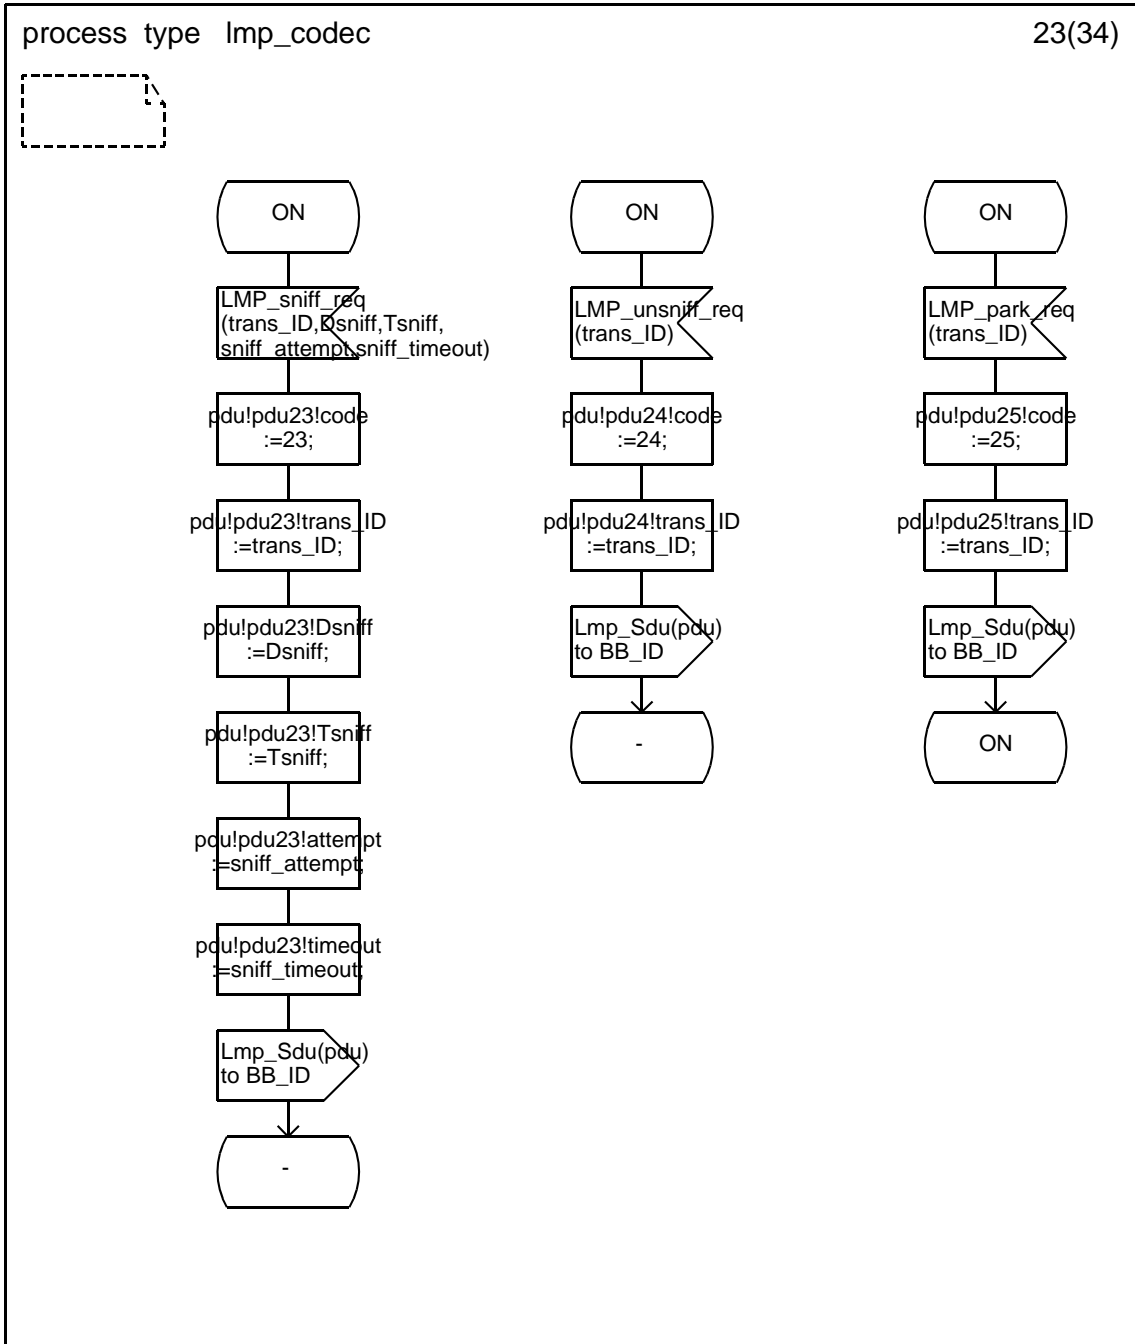 process type lmp_codec
23(34)
ON
LMP_sniff_req
(trans_ID,Dsniff,Tsniff,
sniff_attempt,sniff_timeout)
pdu!pdu23!code
:=23;
pdu!pdu23!trans_ID
:=trans_ID;
pdu!pdu23!Dsniff
:=Dsniff;
pdu!pdu23!Tsniff
:=Tsniff;
pdu!pdu23!attempt
:=sniff_attempt;
pdu!pdu23!timeout
:=sniff_timeout;
Lmp_Sdu(pdu)
to BB_ID
-
ON
LMP_unsniff_req
(trans_ID)
pdu!pdu24!code
:=24;
pdu!pdu24!trans_ID
:=trans_ID;
Lmp_Sdu(pdu)
to BB_ID
-
ON
LMP_park_req
(trans_ID)
pdu!pdu25!code
:=25;
pdu!pdu25!trans_ID
:=trans_ID;
Lmp_Sdu(pdu)
to BB_ID
ON